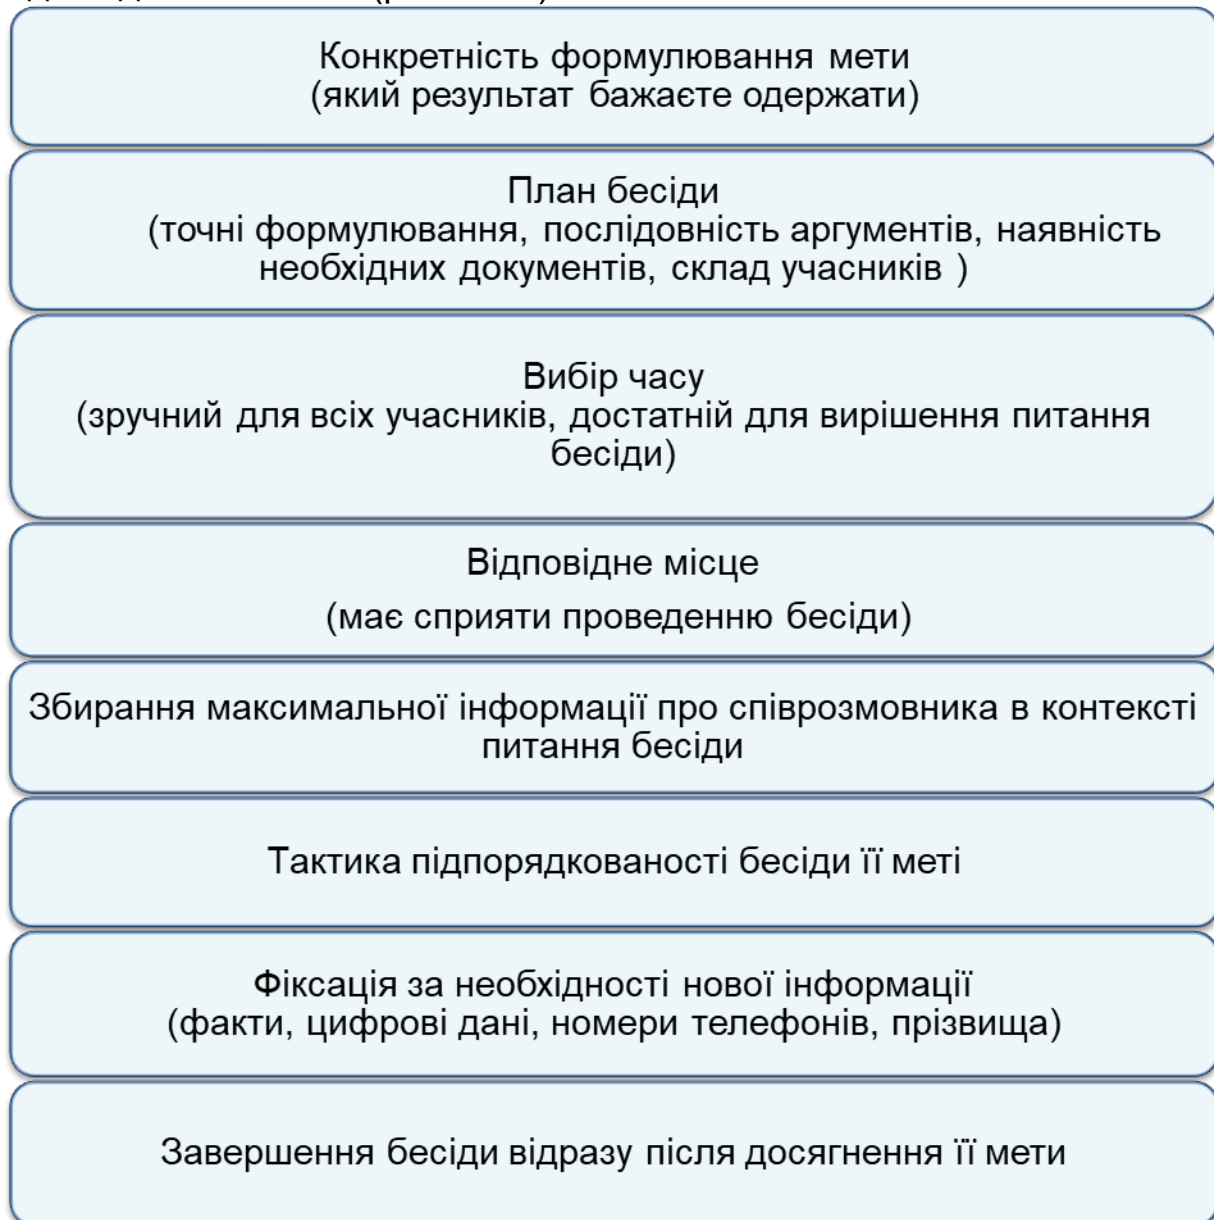 Конкретність формулювання мети
(який результат бажаєте одержати)
План бесіди
(точні формулювання, послідовність аргументів, наявність
необхідних документів, склад учасників )
Вибір часу
(зручний для всіх учасників, достатній для вирішення питання
бесіди)
Відповідне місце
(має сприяти проведенню бесіди)
Збирання максимальної інформації про співрозмовника в контексті
питання бесіди
Тактика підпорядкованості бесіди її меті
Фіксація за необхідності нової інформації
(факти, цифрові дані, номери телефонів, прізвища)
Завершення бесіди відразу після досягнення її мети